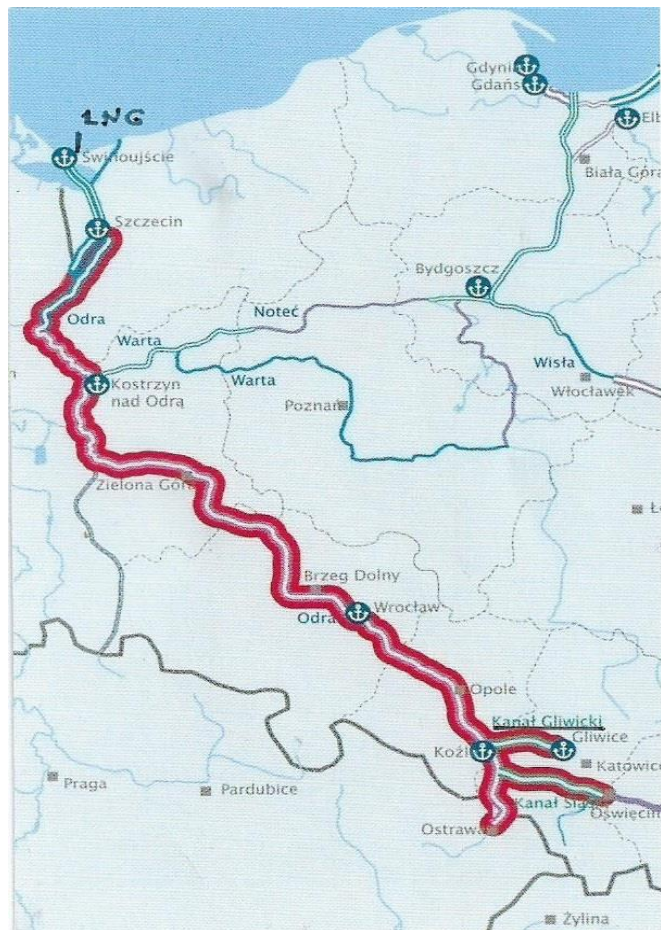 Gdynia
Gdańsk
LNG
Elb
Świnoujście
Biała Góra
Szczecin
Bydgoszcz
Odra
Noteć
Warta
Wisła
Kostrzyn
nad Odrą
Warta
Włocławek
Poznań
Zielona Góra
Brzeg Dolny
Odra
Wrocław
Opole
Kanał Gliwicki
Gliwice
Koźle
Katowice
Praga
Pardubice
Kanał Śląski
Oświęcim
Ostrawa
Żylina